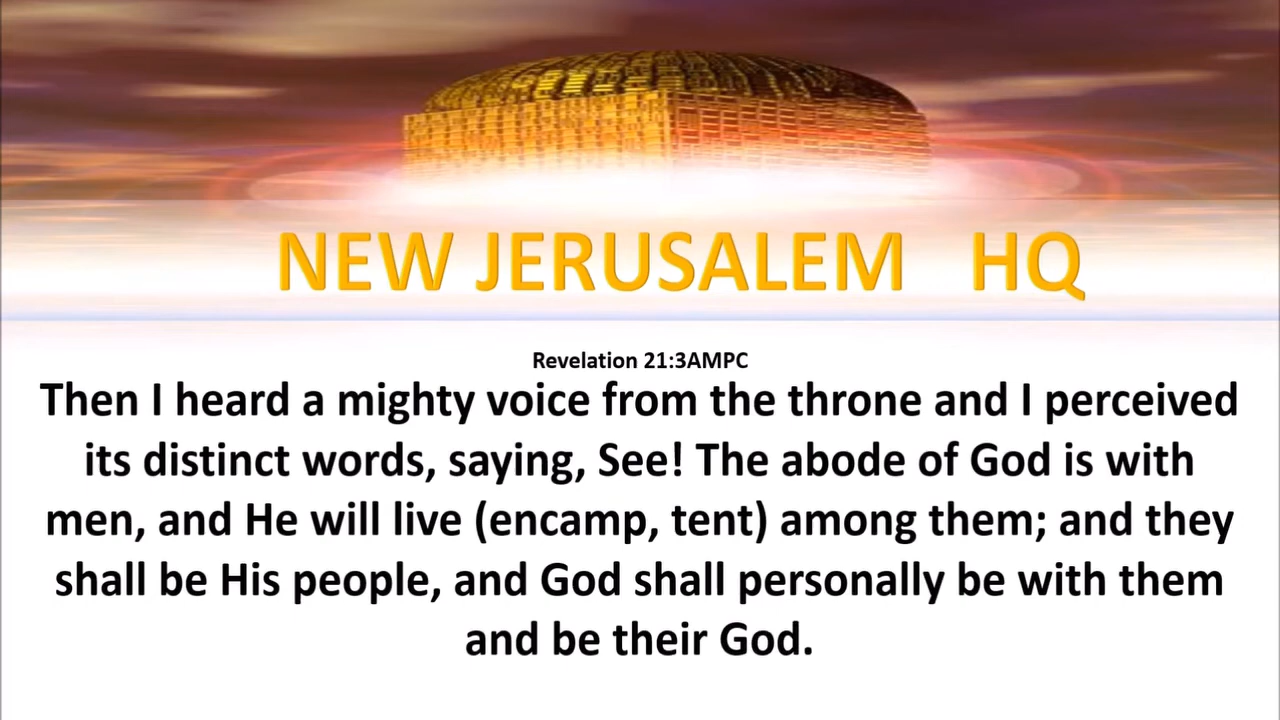 NEW JERUSALEM HQ
Revelation 21:3AMPC
Then I heard a mighty voice from the throne and I perceived
its distinct words, saying, See! The abode of God is with
men, and He will live (encamp, tent) among them; and they
shall be His people, and God shall personally be with them
and be their God.